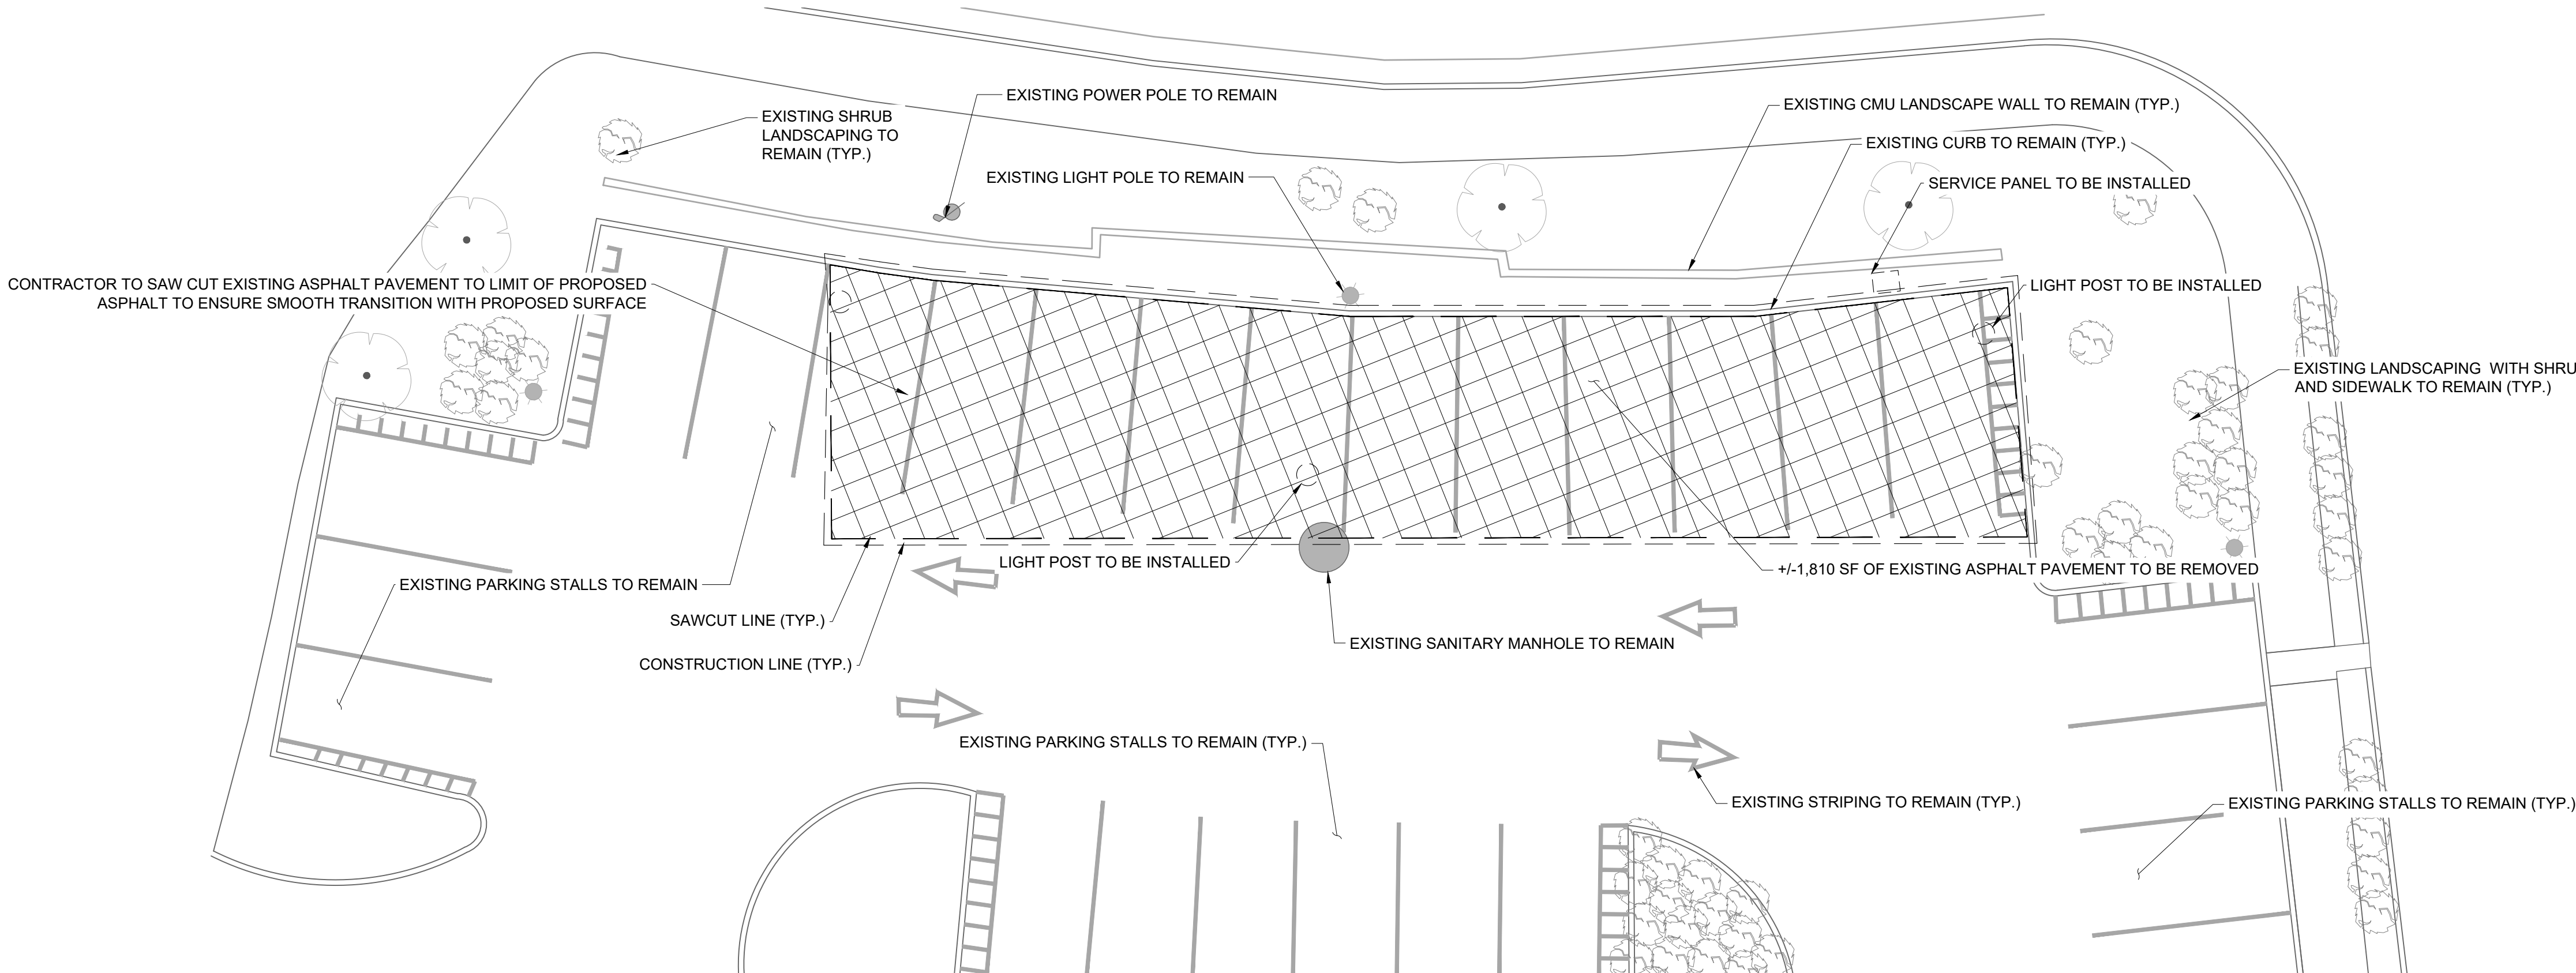 EXISTING POWER POLE TO REMAIN
EXISTING SHRUB
LANDSCAPING TO
REMAIN (TYP.)
EXISTING CMU LANDSCAPE WALL TO REMAIN (TYP.)
EXISTING CURB TO REMAIN (TYP.)
EXISTING LIGHT POLE TO REMAIN
SERVICE PANEL TO BE INSTALLED
CONTRACTOR TO SAW CUT EXISTING ASPHALT PAVEMENT TO LIMIT OF PROPOSED
ASPHALT TO ENSURE SMOOTH TRANSITION WITH PROPOSED SURFACE
LIGHT POST TO BE INSTALLED
EXISTING LANDSCAPING WITH SHRU
AND SIDEWALK TO REMAIN (TYP.)
LIGHT POST TO BE INSTALLED
+/-1,810 SF OF EXISTING ASPHALT PAVEMENT TO BE REMOVED
EXISTING PARKING STALLS TO REMAIN
SAWCUT LINE (TYP.)
EXISTING SANITARY MANHOLE TO REMAIN
CONSTRUCTION LINE (TYP.)
EXISTING PARKING STALLS TO REMAIN (TYP.)
EXISTING STRIPING TO REMAIN (TYP.)
EXISTING PARKING STALLS TO REMAIN (TYP.)